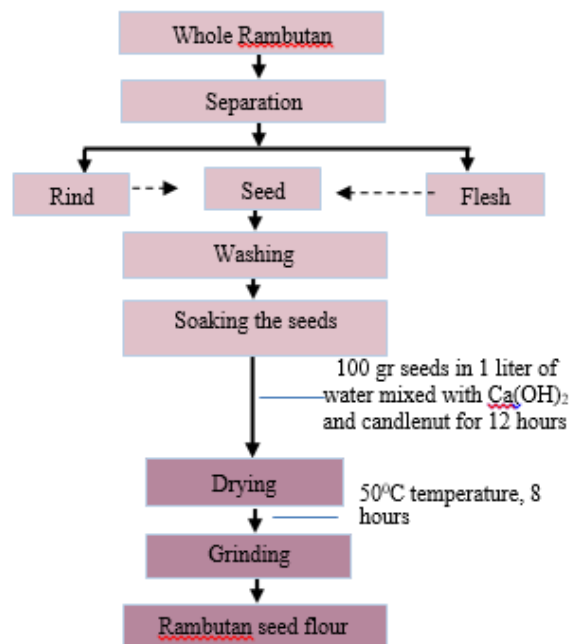 Whole Rambutan
Separation
Rind
Seed
Flesh
Washing
Soaking the seeds
100 gr seeds in 1 liter of
water mixed with Ca(OH)₂
and candlenut for 12 hours
Drying
50⁰C temperature, 8
hours
Grinding
Rambutan seed flour